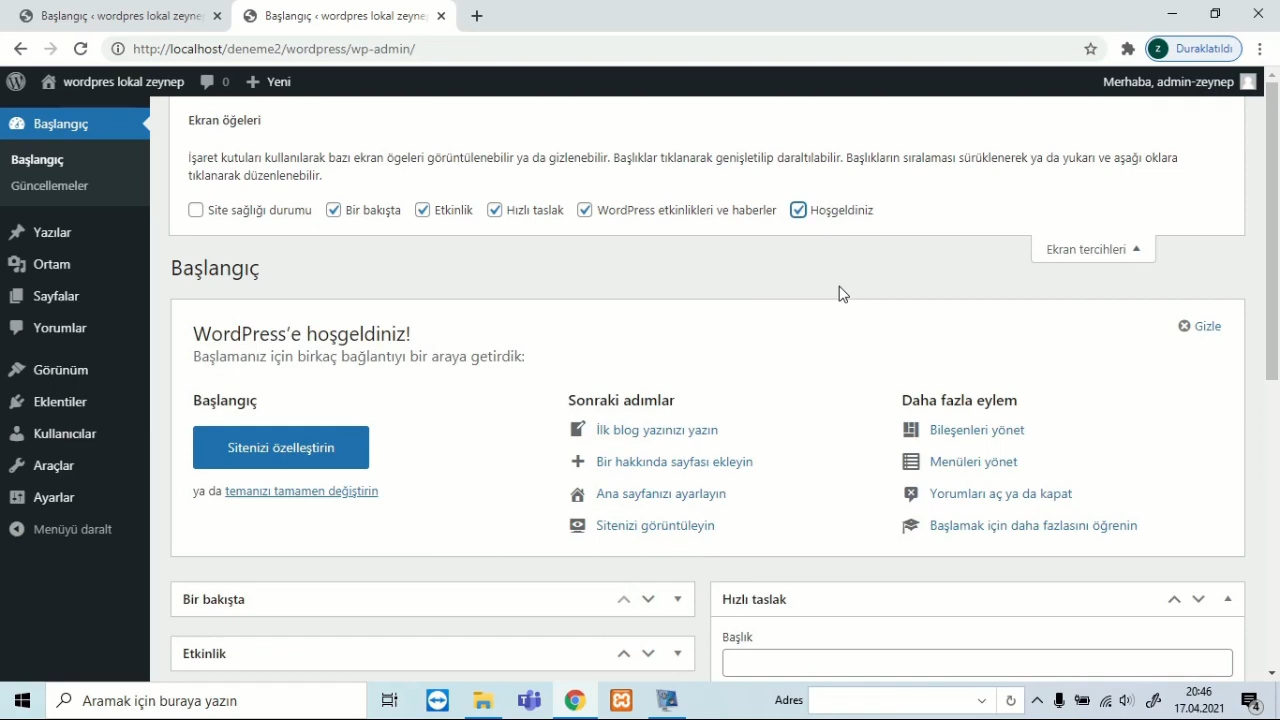 Başlangıç ‹ wordpres lokal zeyne
Başlangıç ‹ wordpres lokal zeyne
http://localhost/deneme2/wordpress/wp-admin/
z
Duraklatıldı
wordpres lokal zeynep
0
Yeni
Merhaba, admin-zeynep
Başlangıç
Başlangıç
Güncellemeler
Yazılar
Ortam
Sayfalar
Yorumlar
Görünüm
Eklentiler
Kullanıcılar
Araçlar
Ayarlar
Menüyü daralt
Ekran öğeleri
İşaret kutuları kullanılarak bazı ekran ögeleri görüntülenebilir ya da gizlenebilir. Başlıklar tıklanarak genişletilip daraltılabilir. Başlıkların sıralaması sürüklenerek ya da yukarı ve aşağı oklara
tıklanarak düzenlenebilir.
Site sağlığı durumu
Bir bakışta
Etkinlik
Hızlı taslak
WordPress etkinlikleri ve haberler
Hoşgeldiniz
Ekran tercihleri
Başlangıç
WordPress'e hoşgeldiniz!
Gizle
Başlamanız için birkaç bağlantıyı bir araya getirdik:
Başlangıç
Sitenizi özelleştirin
ya da temanızı tamamen değiştirin
Sonraki adımlar
İlk blog yazınızı yazın
Bir hakkında sayfası ekleyin
Ana sayfanızı ayarlayın
Sitenizi görüntüleyin
Daha fazla eylem
Bileşenleri yönet
Menüleri yönet
Yorumları aç ya da kapat
Başlamak için daha fazlasını öğrenin
Bir bakışta
Etkinlik
Hızlı taslak
Başlık
Aramak için buraya yazın
Adres
20:46
17.04.2021
4